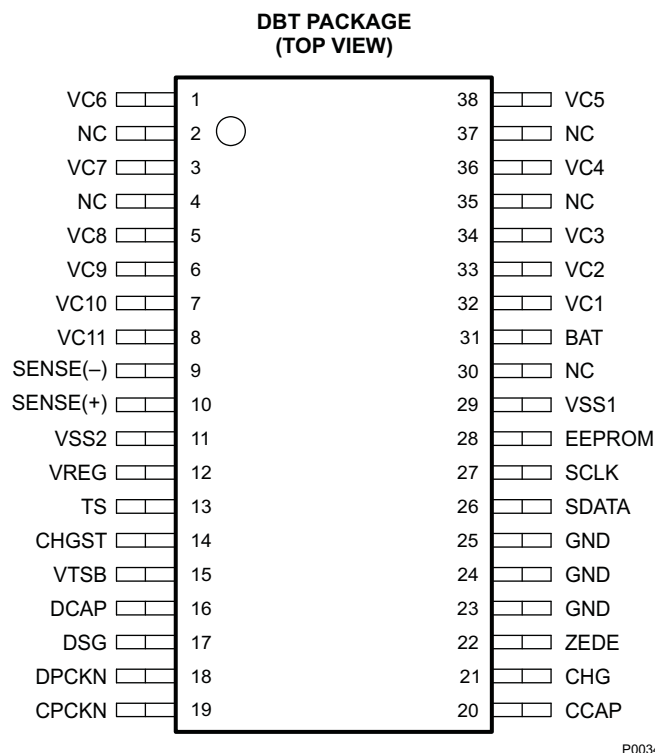 DBT PACKAGE
(TOP VIEW)
VC6 1 38 VC5
NC 2 37 NC
VC7 3 36 VC4
NC 4 35 NC
VC8 5 34 VC3
VC9 6 33 VC2
VC10 7 32 VC1
VC11 8 31 BAT
SENSE(–) 9 30 NC
SENSE(+) 10 29 VSS1
VSS2 11 28 EEPROM
VREG 12 27 SCLK
TS 13 26 SDATA
CHGST 14 25 GND
VTSB 15 24 GND
DCAP 16 23 GND
DSG 17 22 ZEDE
DPCKN 18 21 CHG
CPCKN 19 20 CCAP